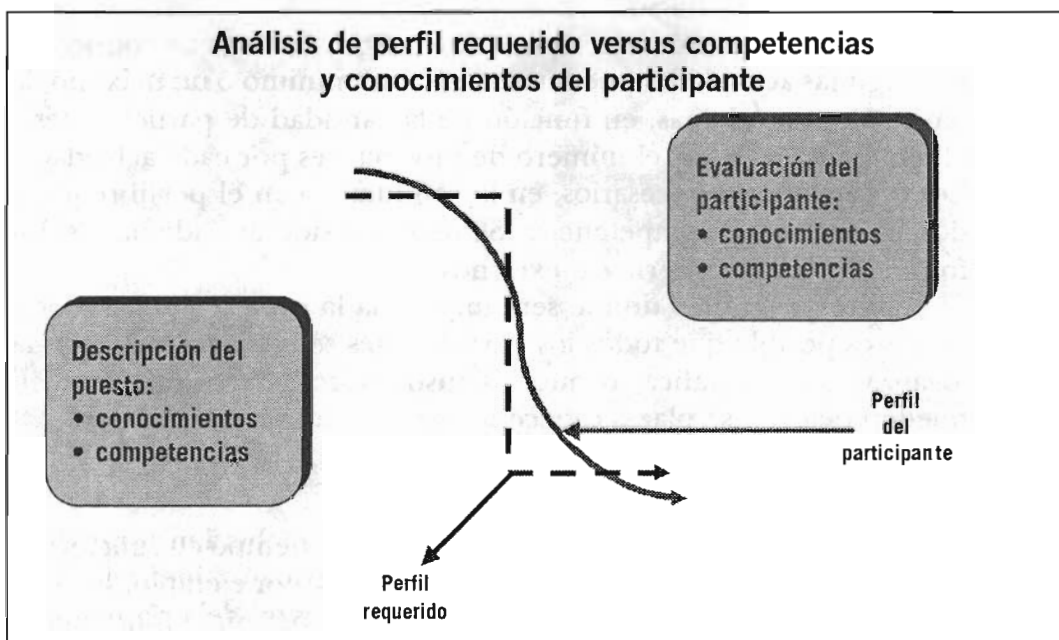 Análisis de perfil requerido versus competencias
y conocimientos del participante
Evaluación del
participante:
• conocimientos
• competencias
Descripción del
puesto:
• conocimientos
• competencias
Perfil
del
participante
Perfil
requerido